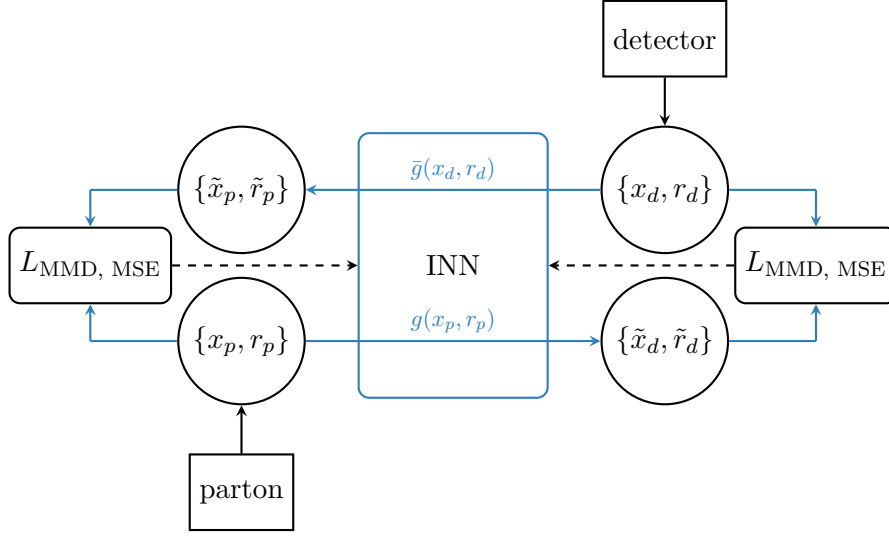 detector
ḡ(x_d, r_d)
{x̃_p, r̃_p}
{x_d, r_d}
L_MMD, MSE
INN
L_MMD, MSE
g(x_p, r_p)
{x_p, r_p}
{x̃_d, r̃_d}
parton